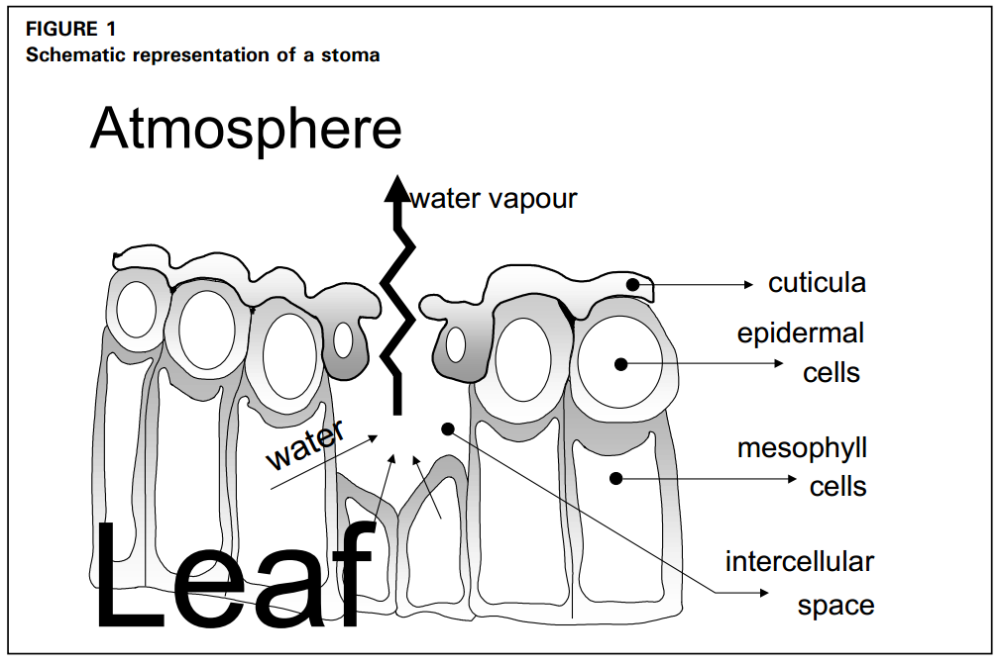 FIGURE 1
Schematic representation of a stoma
Atmosphere
water vapour
cuticula
epidermal
cells
water
mesophyll
cells
Leaf
intercellular
space